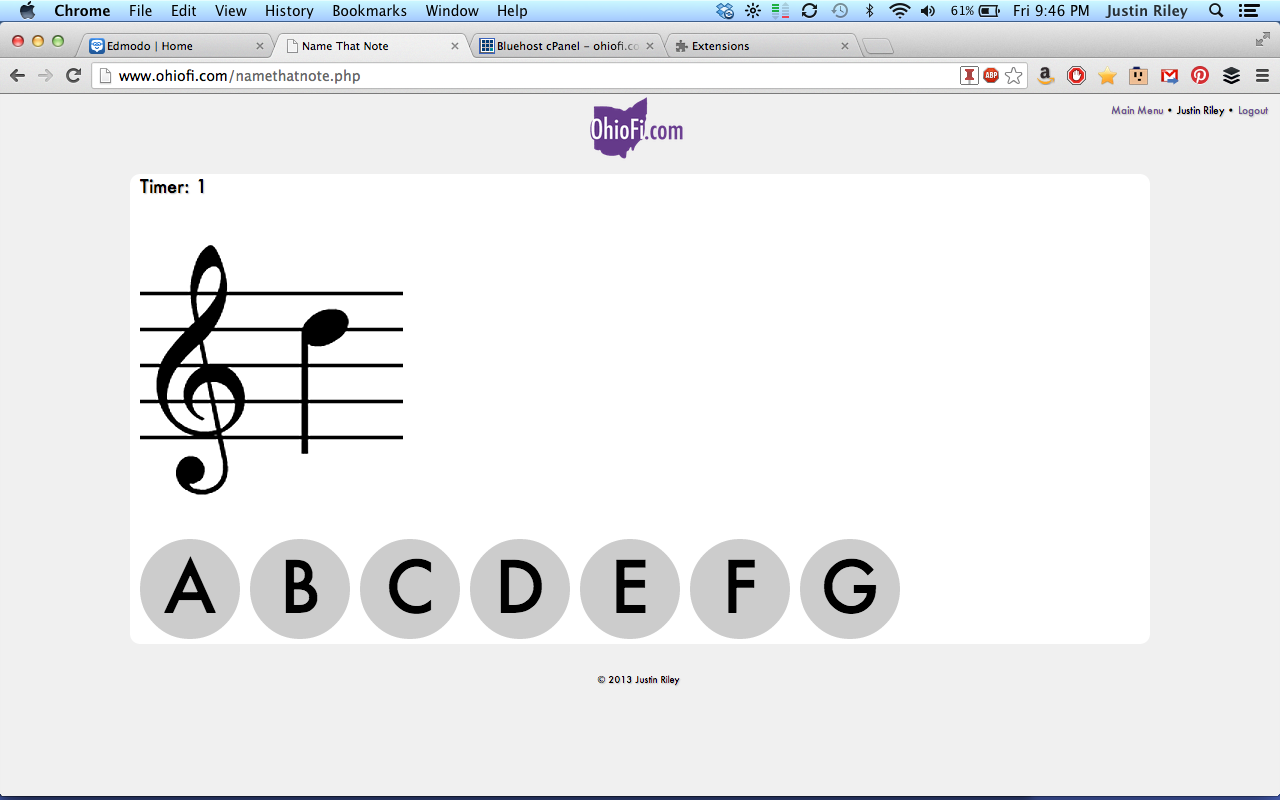 Chrome File Edit View History Bookmarks Window Help 61% Fri 9:46 PM Justin Riley
Edmodo | Home Name That Note Bluehost cPanel – ohiofi.co Extensions
www.ohiofi.com/namethatnote.php ABP
Main Menu • Justin Riley • Logout
OhioFi.com
Timer: 1
A B C D E F G
© 2013 Justin Riley